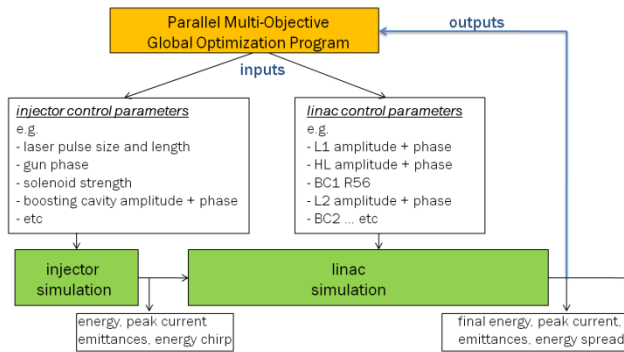 Parallel Multi-Objective
Global Optimization Program
outputs
inputs
injector control parameters
e.g.
- laser pulse size and length
- gun phase
- solenoid strength
- boosting cavity amplitude + phase
- etc
linac control parameters
e.g.
- L1 amplitude + phase
- HL amplitude + phase
- BC1 R56
- L2 amplitude + phase
- BC2 ... etc
injector
simulation
linac
simulation
energy, peak current
emittances, energy chirp
final energy, peak current,
emittances, energy spread